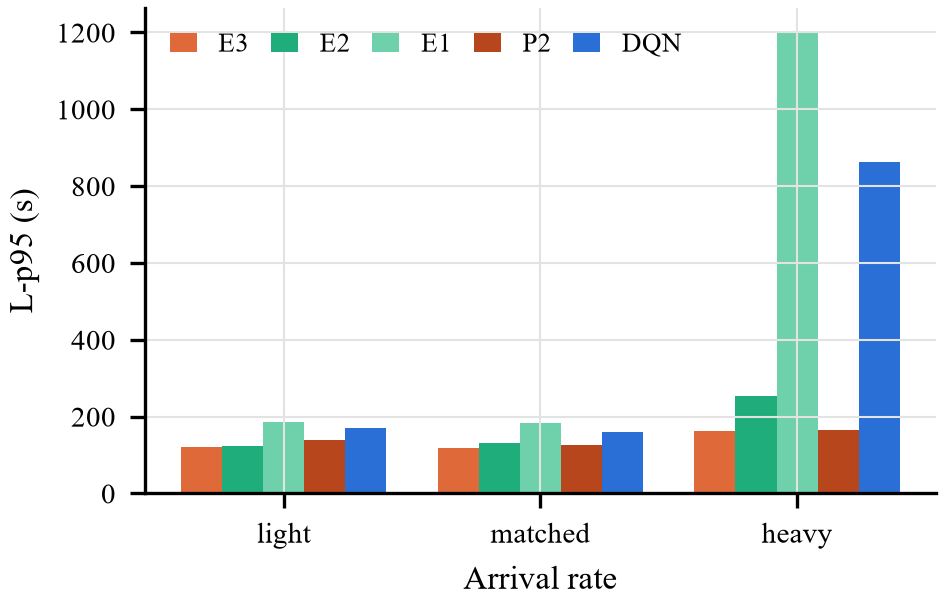 1200
E3 E2 E1 P2 DQN
1000
800
600
400
200
0
L-p95 (s)
light matched heavy
Arrival rate